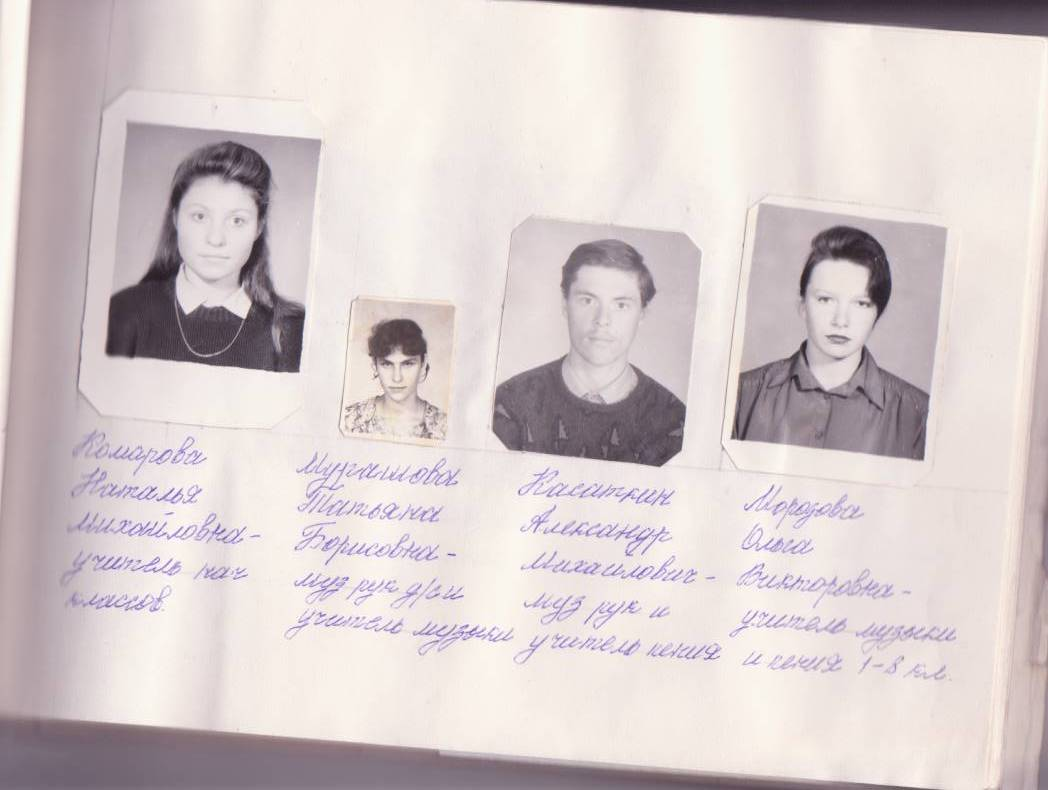 Комарова
Наталья
Михайловна-
учитель нач
классов.
Мурашова
Татьяна
Борисовна-
муз рук д/с и
учитель музыки
Касаткин
Александр
Михайлович-
муз рук и
учитель пения
Морозова
Ольга
Викторовна-
учитель музыки
и пения 1-8 кл.